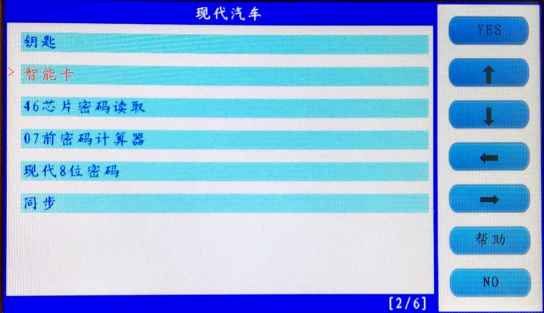 现代汽车
钥匙
> 智能卡
46芯片密码读取
07前密码计算器
现代8位密码
同步
[2/6]
YES
↑
↓
←
→
帮助
NO